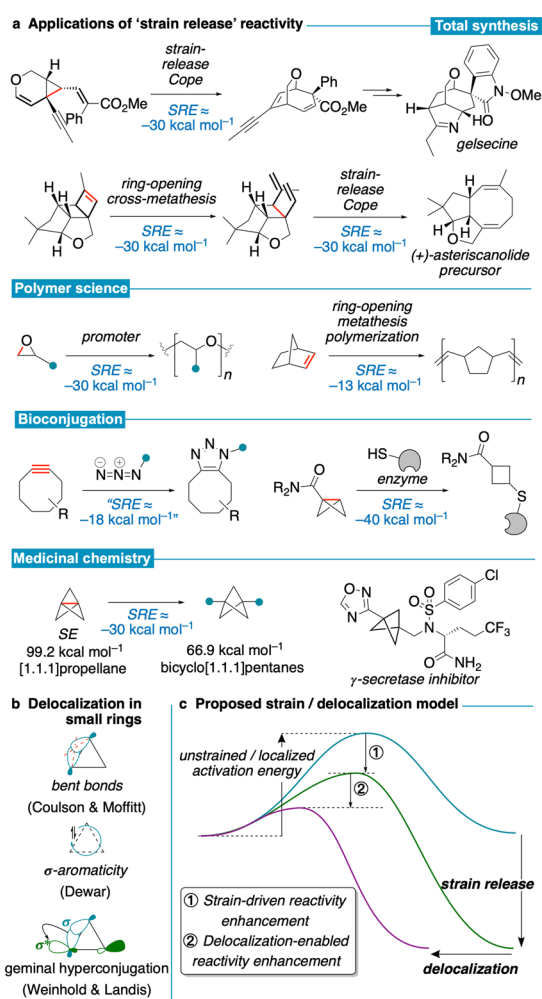 a Applications of 'strain release' reactivity
Total synthesis
strain-
release
Cope
SRE ≈
–30 kcal mol–1
H
O
CO2Me
Ph
O
Ph
CO2Me
O
N
OMe
O
H
H
N
gelsecine
ring-opening
cross-metathesis
SRE ≈
–30 kcal mol–1
strain-
release
Cope
SRE ≈
–30 kcal mol–1
H
H
H
O
H
H
H
O
H
H
H
O
(+)-asteriscanolide
precursor
Polymer science
O
promoter
SRE ≈
–30 kcal mol–1
O
n
ring-opening
metathesis
polymerization
SRE ≈
–13 kcal mol–1
n
Bioconjugation
R
⊖ ⊕
N=N=N
"SRE ≈
–18 kcal mol–1"
N
N
N
R
O
R2N
HS
enzyme
SRE ≈
–40 kcal mol–1
O
R2N
S
Medicinal chemistry
SE
99.2 kcal mol–1
[1.1.1]propellane
SRE ≈
–30 kcal mol–1
66.9 kcal mol–1
bicyclo[1.1.1]pentanes
N
O
N
Cl
O
S
O
N
CF3
O
NH2
γ-secretase inhibitor
b Delocalization in
small rings
bent bonds
(Coulson & Moffitt)
σ-aromaticity
(Dewar)
σ
σ*
geminal hyperconjugation
(Weinhold & Landis)
c Proposed strain / delocalization model
unstrained / localized
activation energy
①
②
strain release
① Strain-driven reactivity
enhancement
② Delocalization-enabled
reactivity enhancement
delocalization